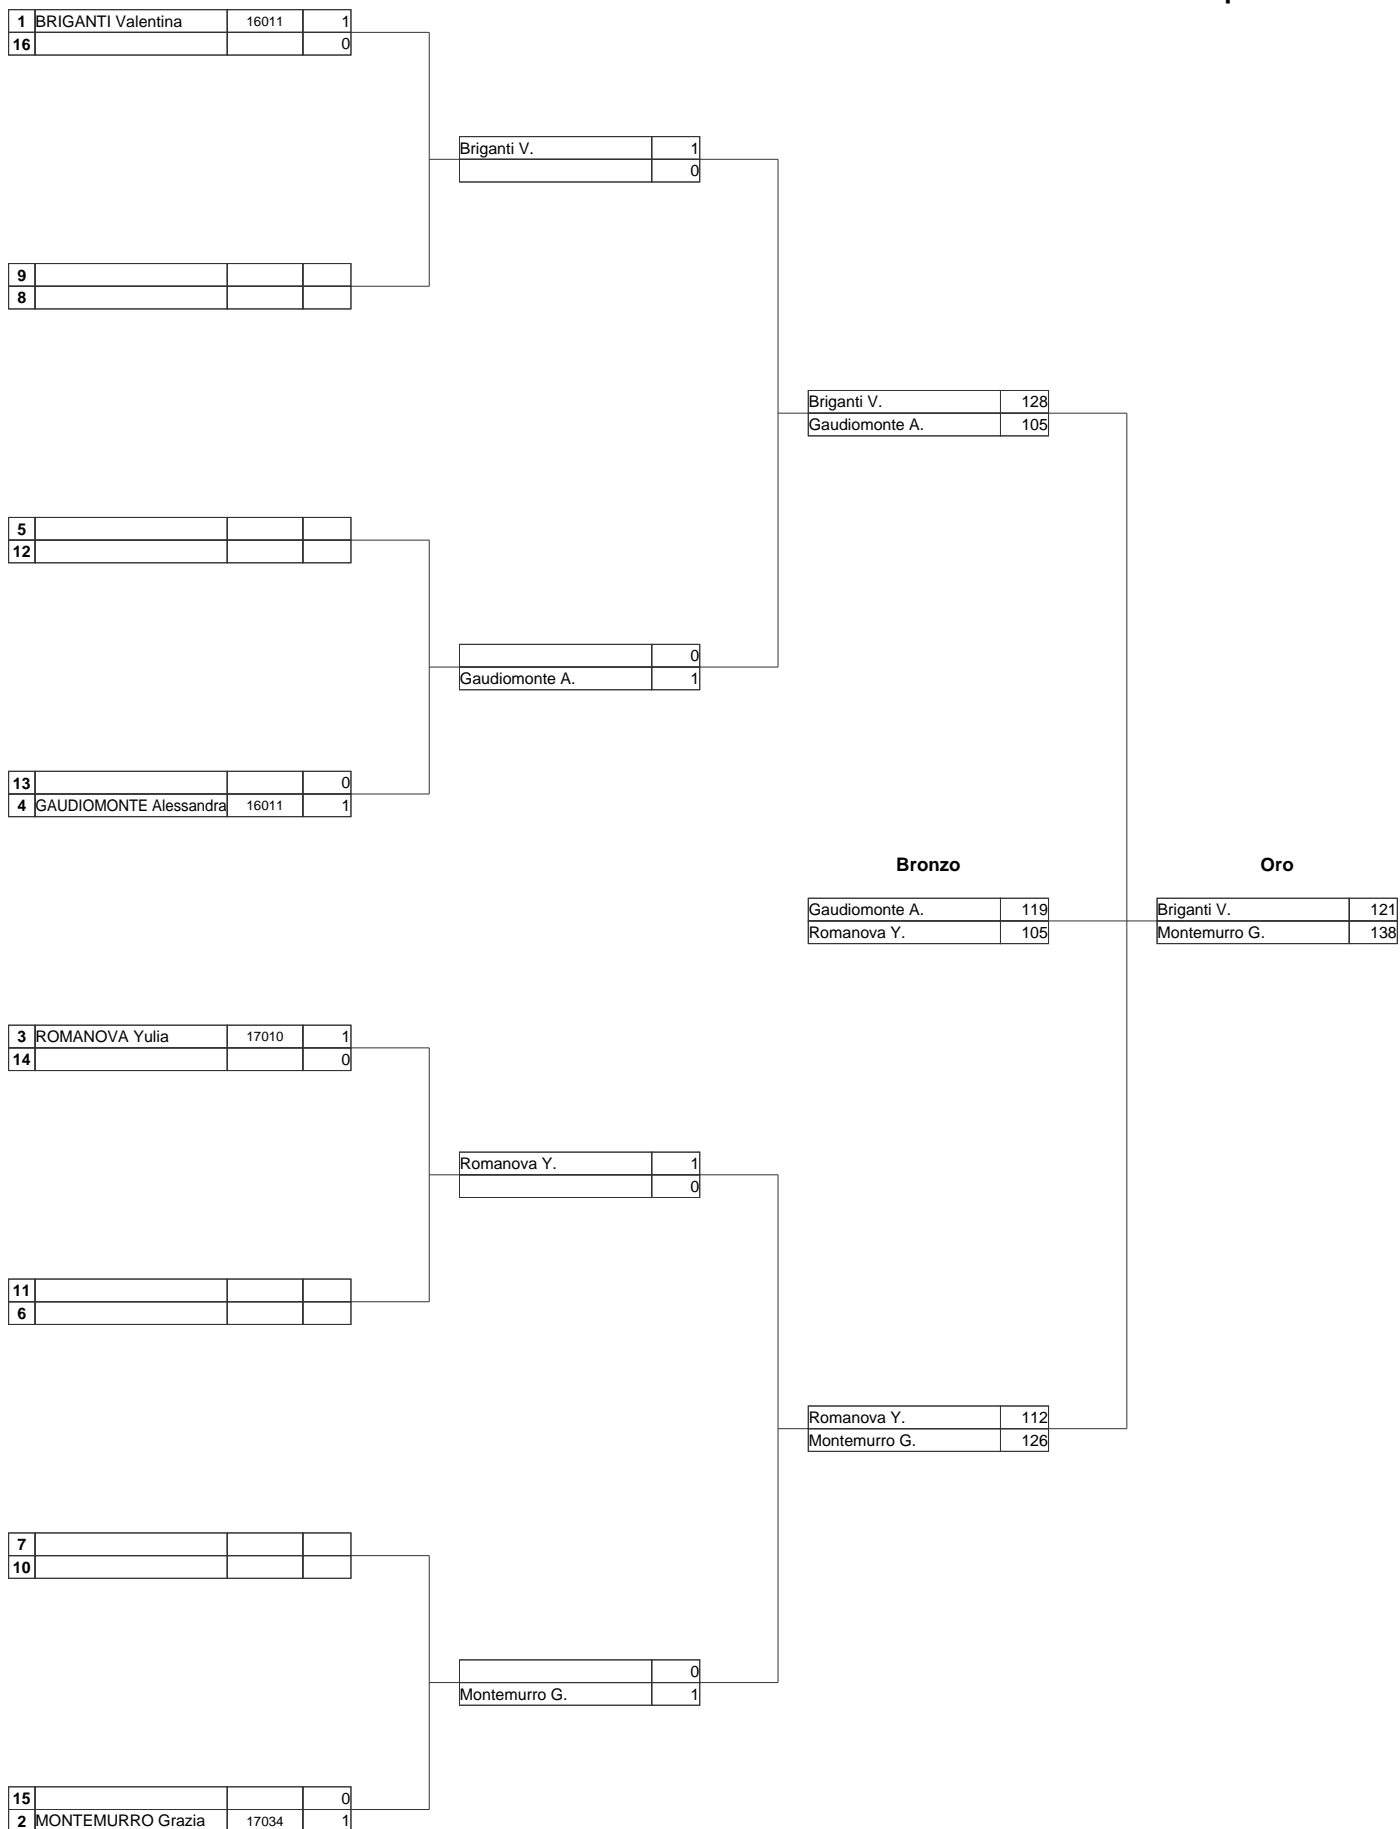 1 BRIGANTI Valentina 16011 1
16 0
Briganti V. 1
0
9
8
Briganti V. 128
Gaudiomonte A. 105
5
12
0
Gaudiomonte A. 1
13 0
4 GAUDIOMONTE Alessandra 16011 1
Bronzo Oro
Gaudiomonte A. 119 Briganti V. 121
Romanova Y. 105 Montemurro G. 138
3 ROMANOVA Yulia 17010 1
14 0
Romanova Y. 1
0
11
6
Romanova Y. 112
Montemurro G. 126
7
10
0
Montemurro G. 1
15 0
2 MONTEMURRO Grazia 17034 1